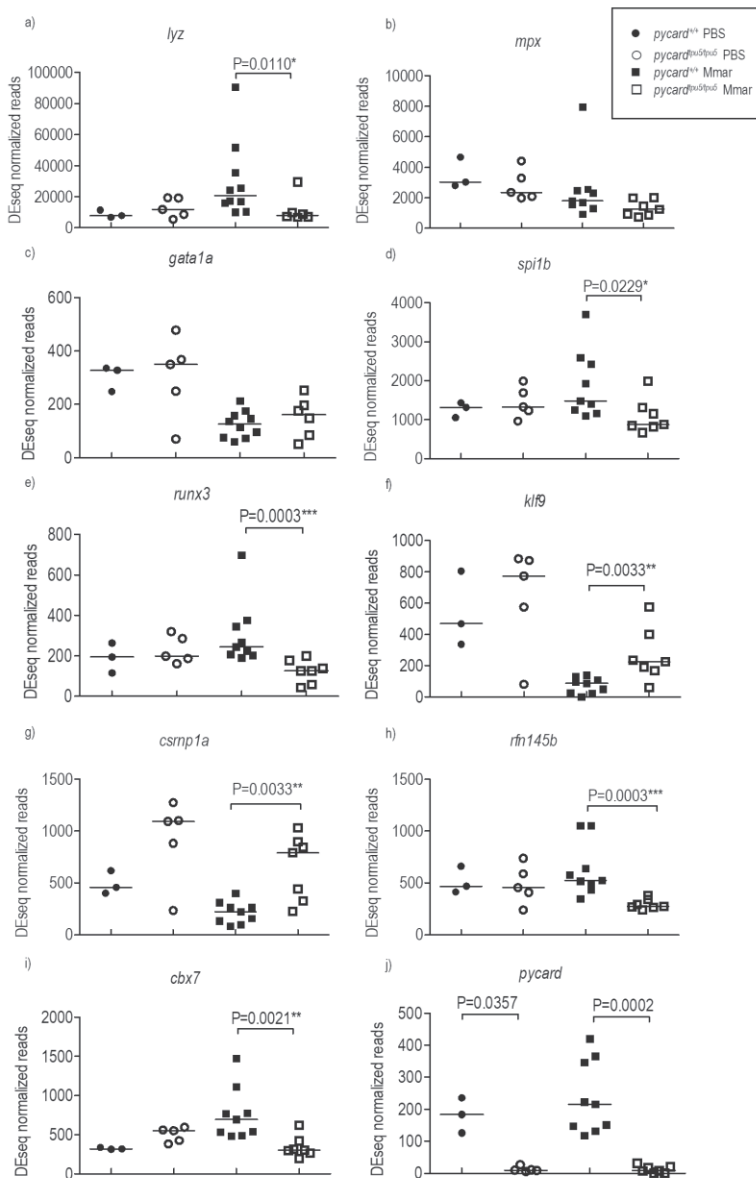 a)
lyz
P=0.0110*
DEseq normalized reads
100000
80000
60000
40000
20000
0
b)
mpx
DEseq normalized reads
10000
8000
6000
4000
2000
0
pycard+/+ PBS
pycardtpu5/tpu5 PBS
pycard+/+ Mmar
pycardtpu5/tpu5 Mmar
c)
gata1a
DEseq normalized reads
600
400
200
0
d)
spi1b
P=0.0229*
DEseq normalized reads
4000
3000
2000
1000
0
e)
runx3
P=0.0003***
DEseq normalized reads
800
600
400
200
0
f)
klf9
P=0.0033**
DEseq normalized reads
1000
800
600
400
200
0
g)
csrnp1a
P=0.0033**
DEseq normalized reads
1500
1000
500
0
h)
rfn145b
P=0.0003***
DEseq normalized reads
1500
1000
500
0
i)
cbx7
P=0.0021**
DEseq normalized reads
2000
1500
1000
500
0
j)
pycard
P=0.0357
P=0.0002
DEseq normalized reads
500
400
300
200
100
0